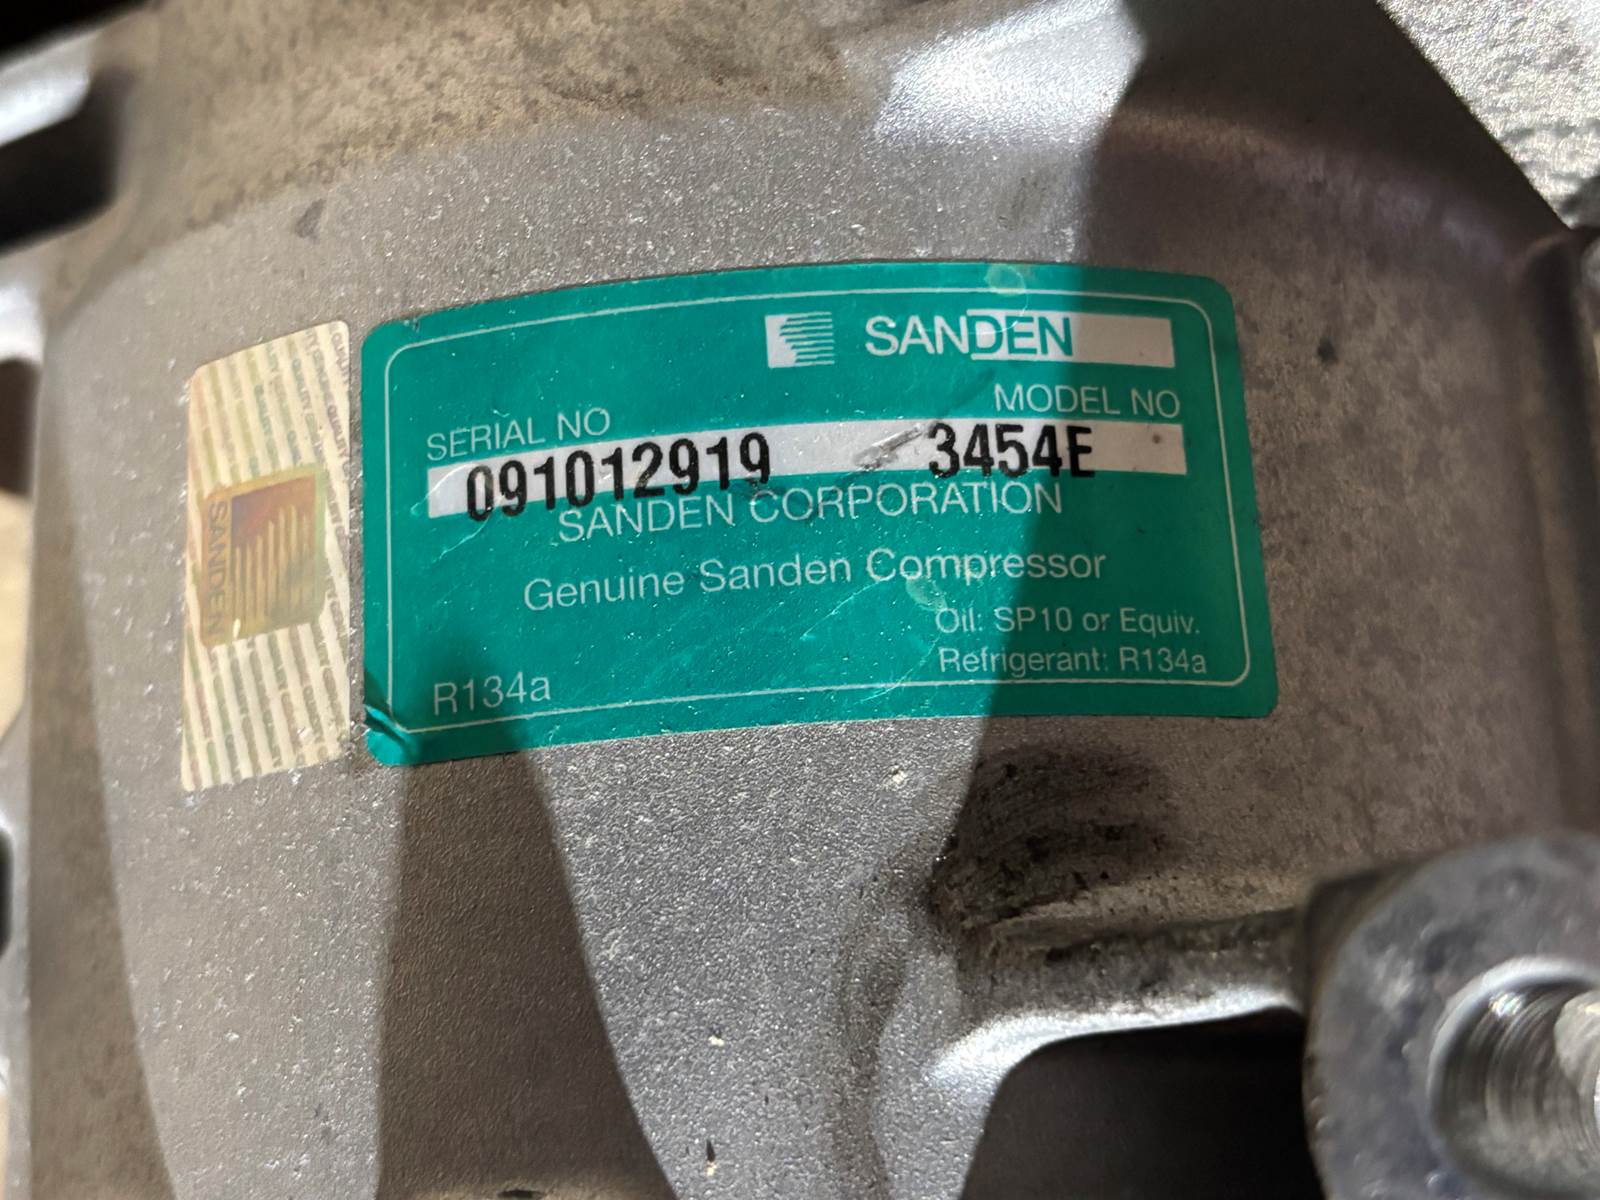 SANDEN
MODEL NO
SERIAL NO
091012919 3454E
SANDEN CORPORATION
Genuine Sanden Compressor
Oil: SP10 or Equiv.
Refrigerant: R134a
R134a
SANDEN